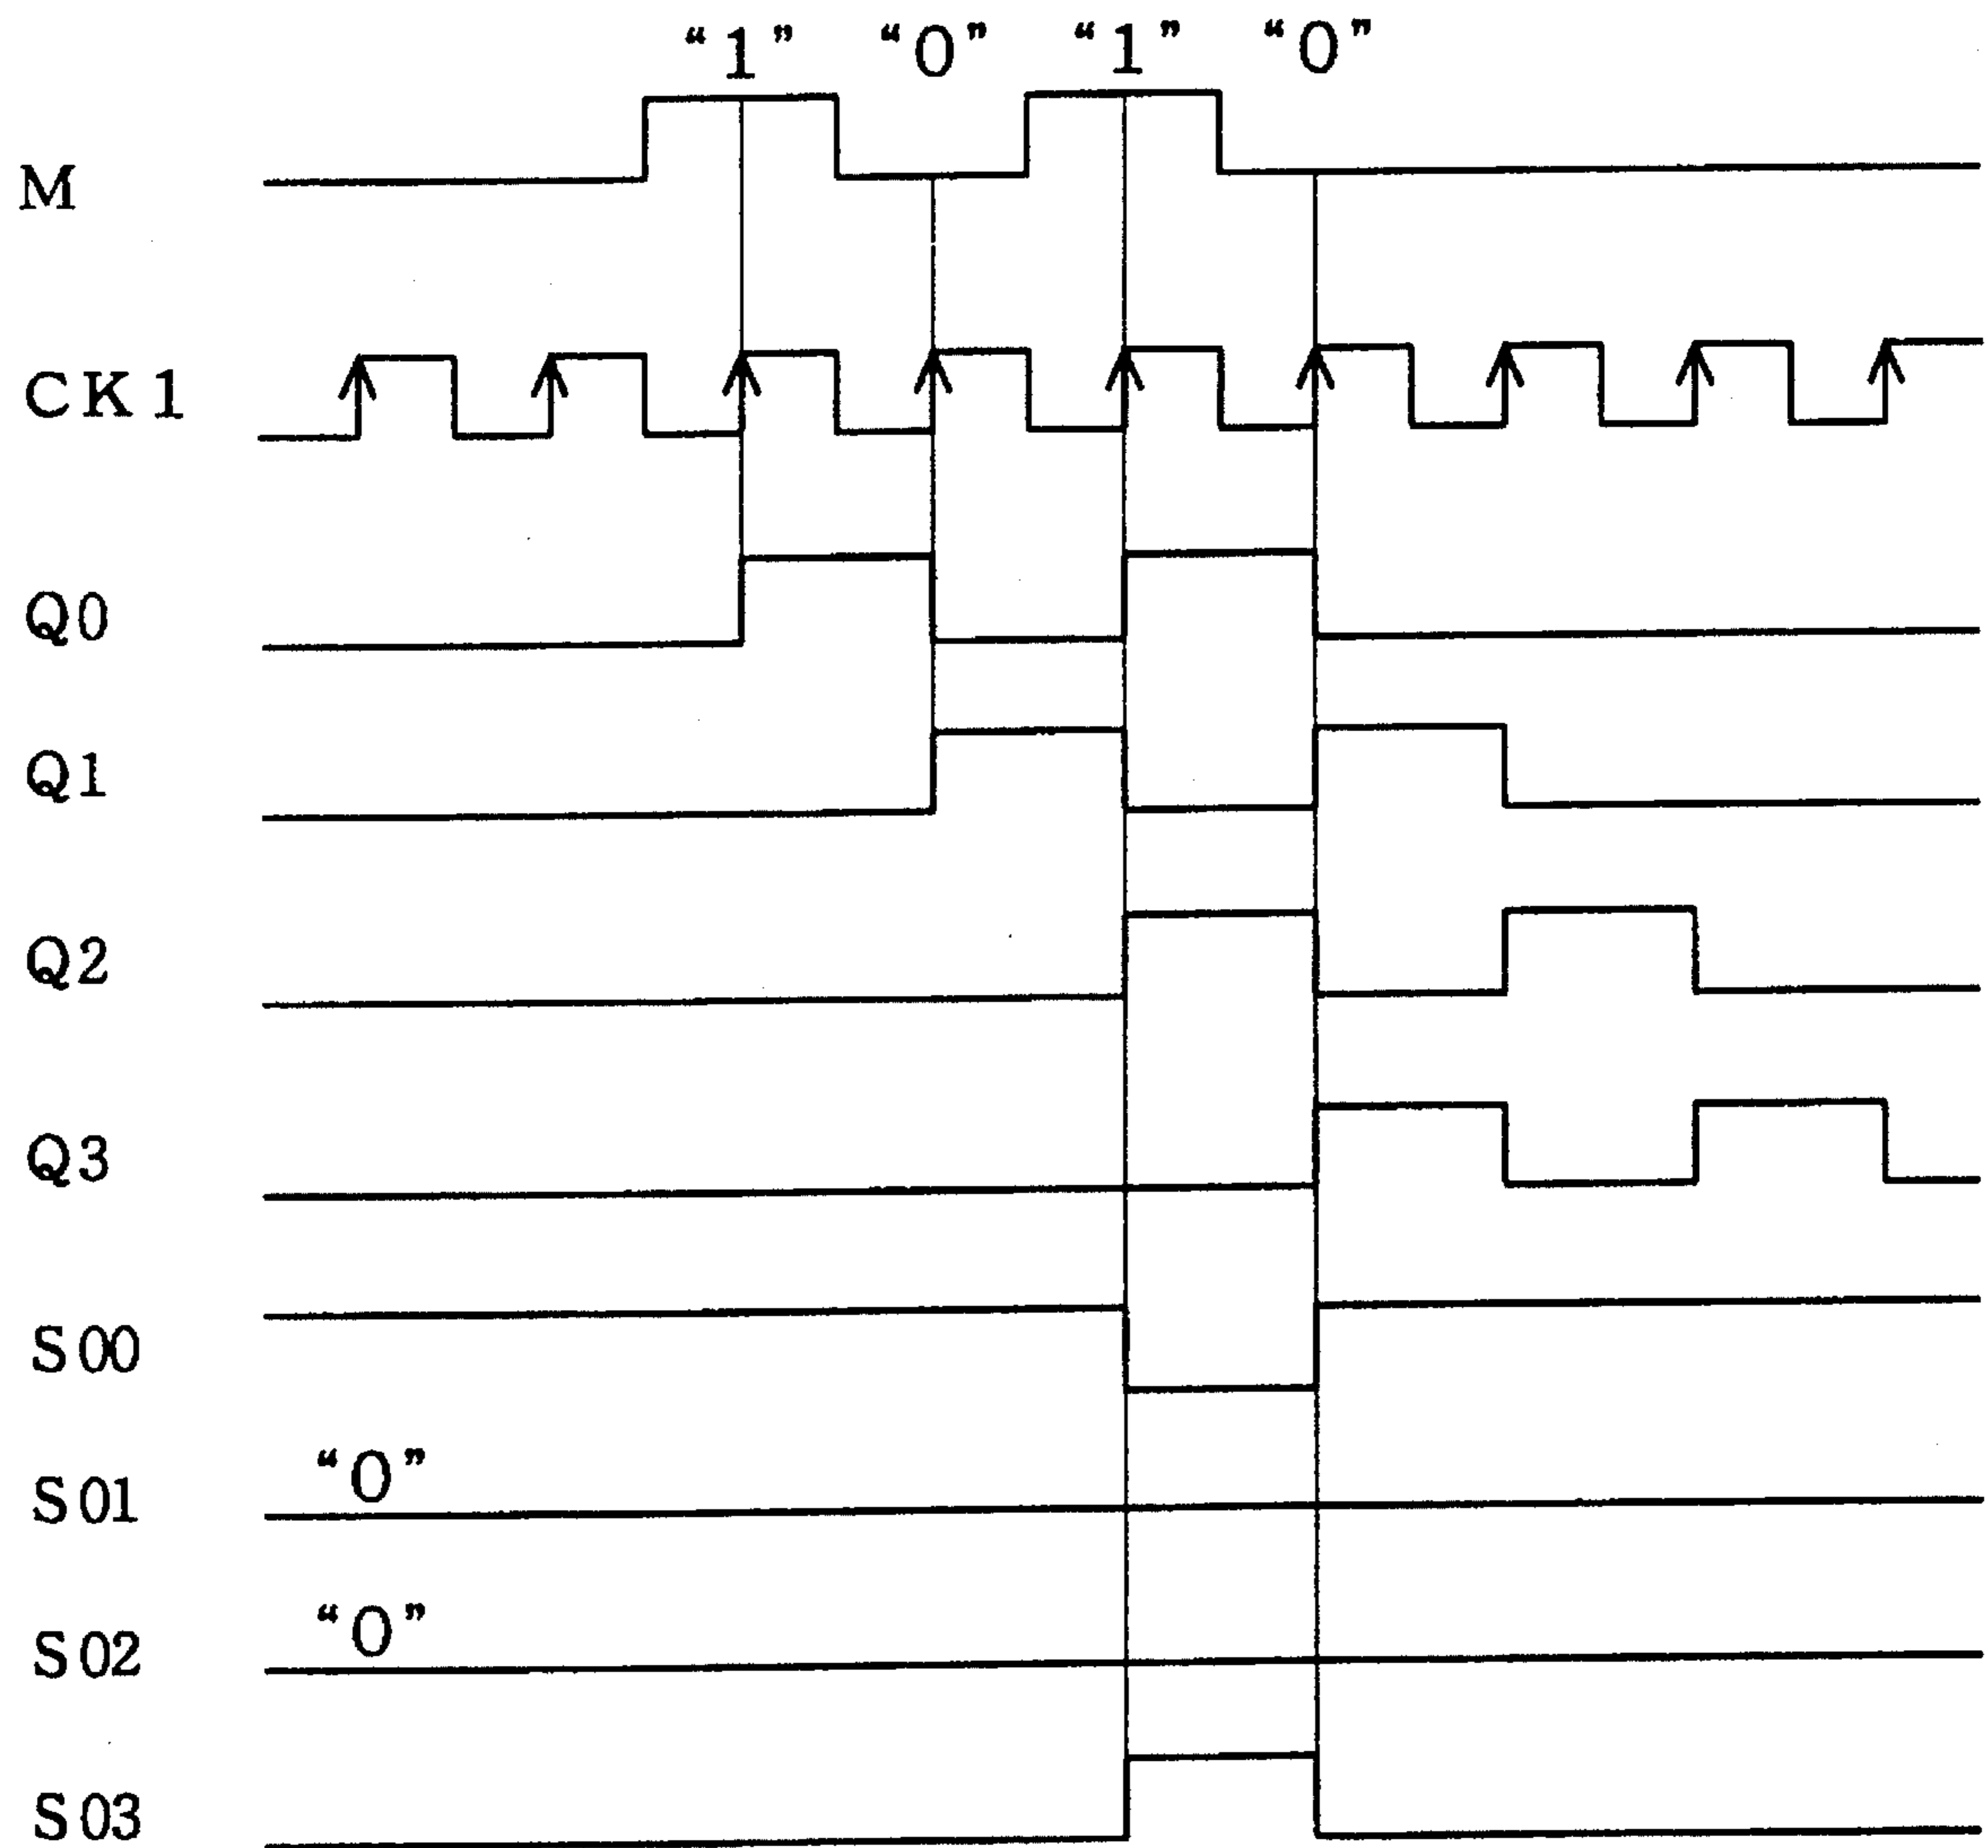 “1” “0” “1” “0”
M
CK1
Q0
Q1
Q2
Q3
S00
S01 “0”
S02 “0”
S03